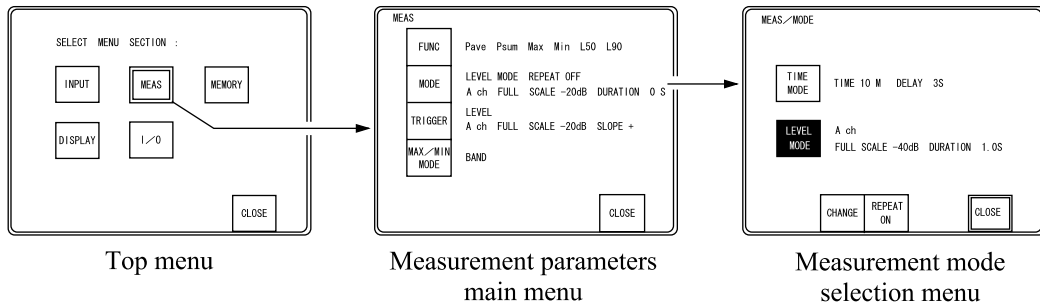 SELECT MENU SECTION :
INPUT
MEAS
MEMORY
DISPLAY
I／O
CLOSE
Top menu
MEAS
FUNC
Pave Psum Max Min L50 L90
MODE
LEVEL MODE REPEAT OFF
A ch FULL SCALE −20dB DURATION 0 S
TRIGGER
LEVEL
A ch FULL SCALE −20dB SLOPE +
MAX／MIN
MODE
BAND
CLOSE
Measurement parameters
main menu
MEAS／MODE
TIME
MODE
TIME 10 M DELAY 3S
LEVEL
MODE
A ch
FULL SCALE −40dB DURATION 1.0S
CHANGE
REPEAT
ON
CLOSE
Measurement mode
selection menu